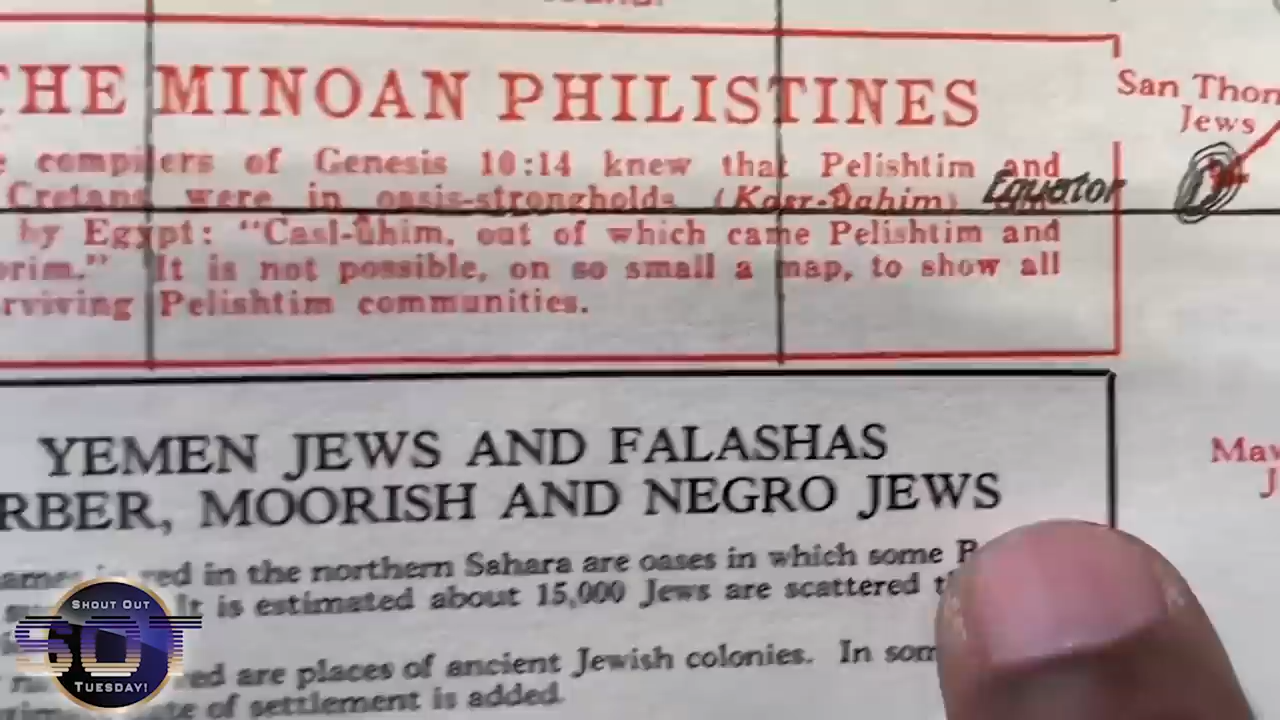 THE MINOAN PHILISTINES
compilers of Genesis 10:14 knew that Pelishtim and
Cretans were in oasis-strongholds (Kasr-Ûahim)
Equator
by Egypt: "Casl-ûhim, out of which came Pelishtim and
It is not possible, on so small a map, to show all
Pelishtim communities.
San Thom
Jews
YEMEN JEWS AND FALASHAS
RBER, MOORISH AND NEGRO JEWS
red in the northern Sahara are oases in which some
It is estimated about 15,000 Jews are scattered
ed are places of ancient Jewish colonies. In som
of settlement is added.
SHOUT OUT
SOT
TUESDAY!